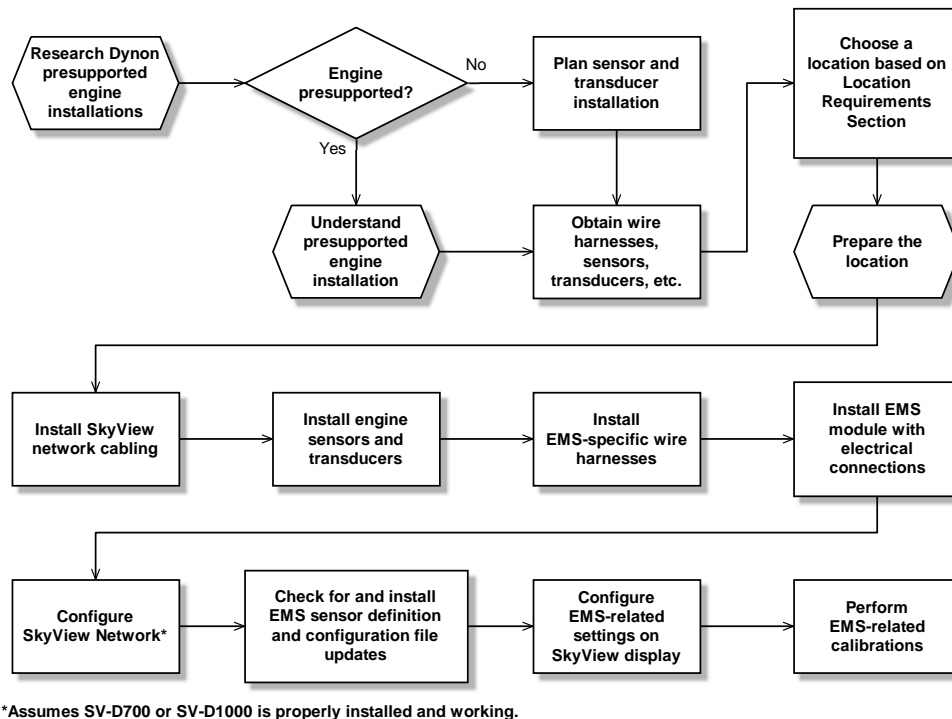 Research Dynon
presupported
engine
installations
Engine
presupported?
No
Yes
Plan sensor and
transducer
installation
Choose a
location based on
Location
Requirements
Section
Understand
presupported
engine
installation
Obtain wire
harnesses,
sensors,
transducers, etc.
Prepare the
location
Install SkyView
network cabling
Install engine
sensors and
transducers
Install
EMS-specific wire
harnesses
Install EMS
module with
electrical
connections
Configure
SkyView Network*
Check for and install
EMS sensor definition
and configuration file
updates
Configure
EMS-related
settings on
SkyView display
Perform
EMS-related
calibrations
*Assumes SV-D700 or SV-D1000 is properly installed and working.